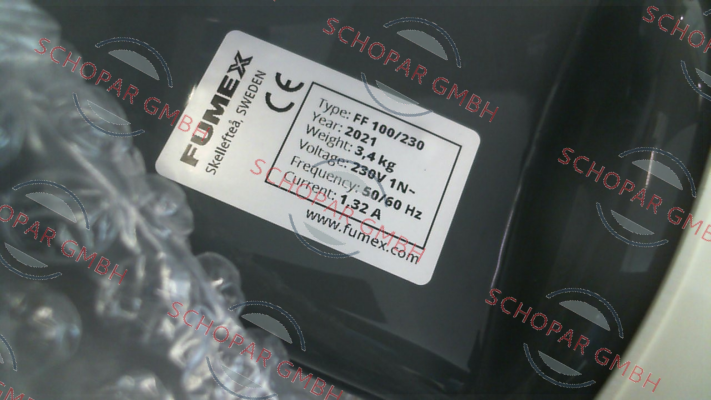 FUMEX
Skellefteå, SWEDEN
CE
Type: FF 100/230
Year: 2021
Weight: 3,4 kg
Voltage: 230V 1N~
Frequency: 50/60 Hz
Current: 1,32 A
www.fumex.com
SCHOPAR GMBH
SCHOPAR GMBH
SCHOPAR GMBH
SCHOPAR GMBH
SCHOPAR GMBH
SCHOPAR GMBH
SCHOPAR GMBH
SCHOPAR GMBH